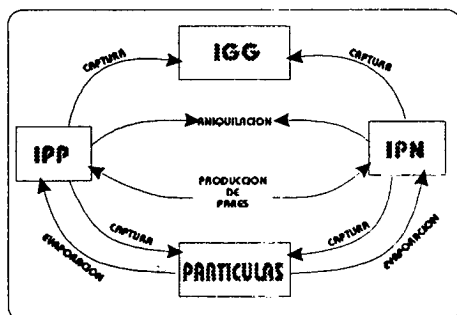 IGG
CAPTURA
CAPTURA
ANIQUILACION
IPP
IPN
PRODUCCION
DE
PARES
CAPTURA
CAPTURA
EVAPORACION
EVAPORACION
PARTICULAS